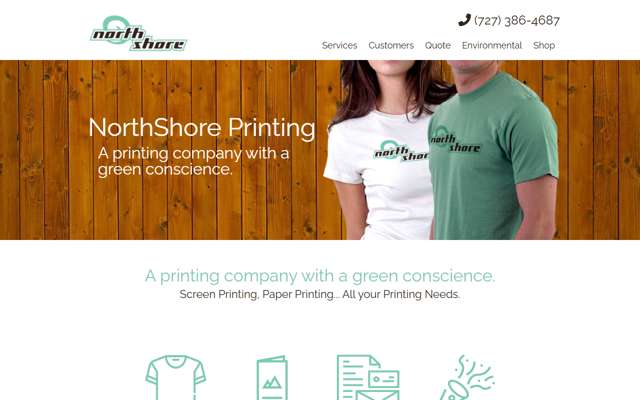 north
shore
(727) 386-4687
Services Customers Quote Environmental Shop
NorthShore Printing
A printing company with a
green conscience.
north
shore
north
shore
A printing company with a green conscience.
Screen Printing, Paper Printing... All your Printing Needs.